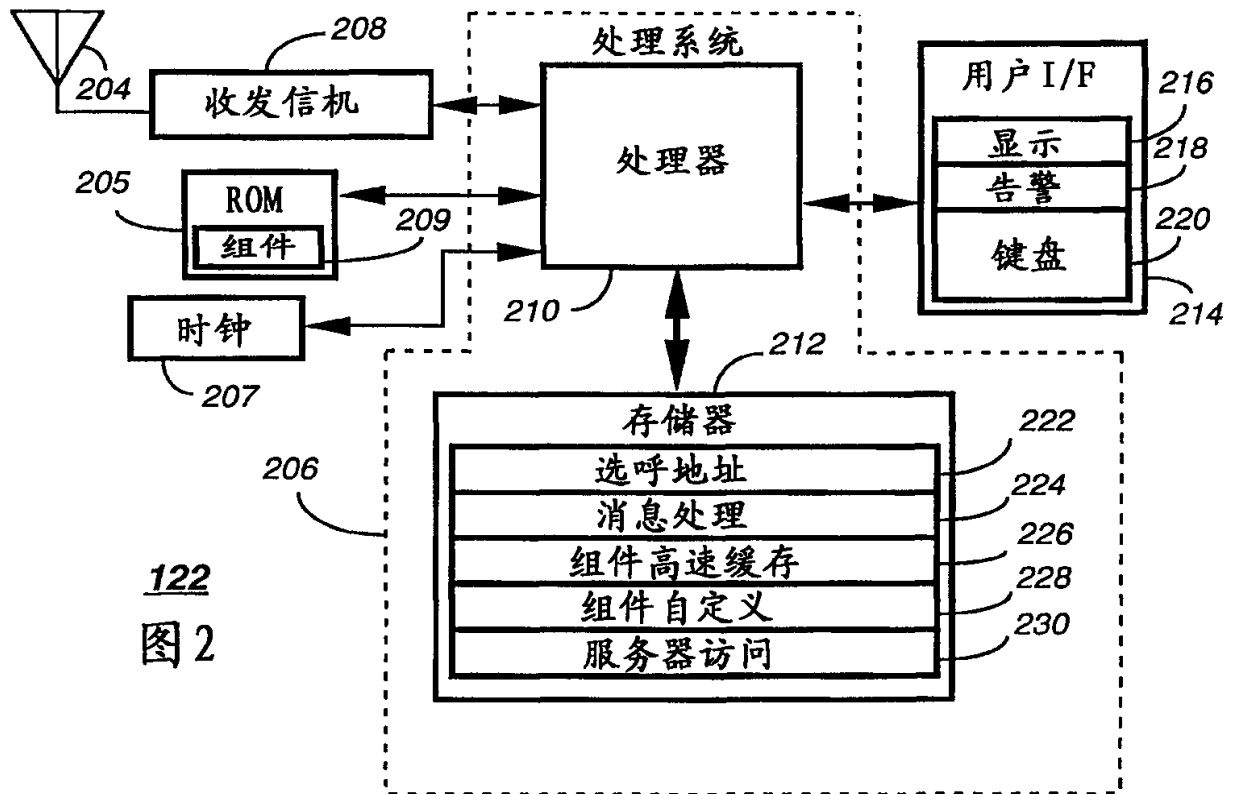 204
208
收发信机
处理系统
处理器
210
用户I/F
显示
216
告警
218
键盘
220
214
205
ROM
组件
209
时钟
207
212
存储器
选呼地址
222
消息处理
224
组件高速缓存
226
组件自定义
228
服务器访问
230
206
122
图2